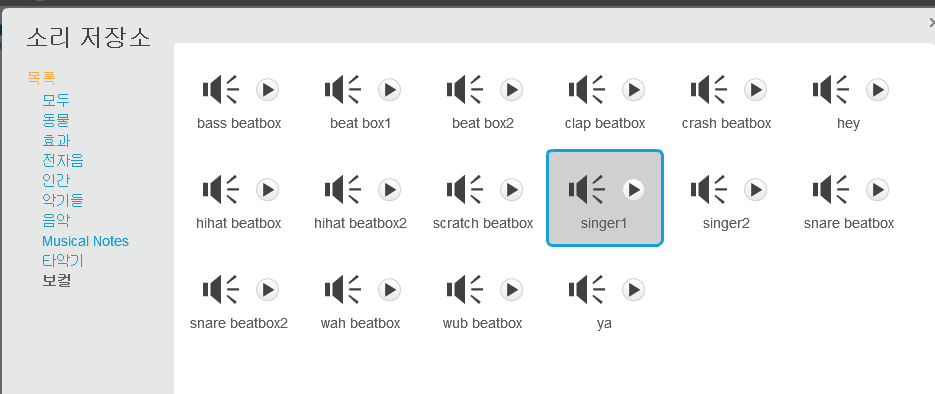 소리 저장소
목록
모두
동물
효과
전자음
인간
악기들
음악
Musical Notes
타악기
보컬
bass beatbox
beat box1
beat box2
clap beatbox
crash beatbox
hey
hihat beatbox
hihat beatbox2
scratch beatbox
singer1
singer2
snare beatbox
snare beatbox2
wah beatbox
wub beatbox
ya